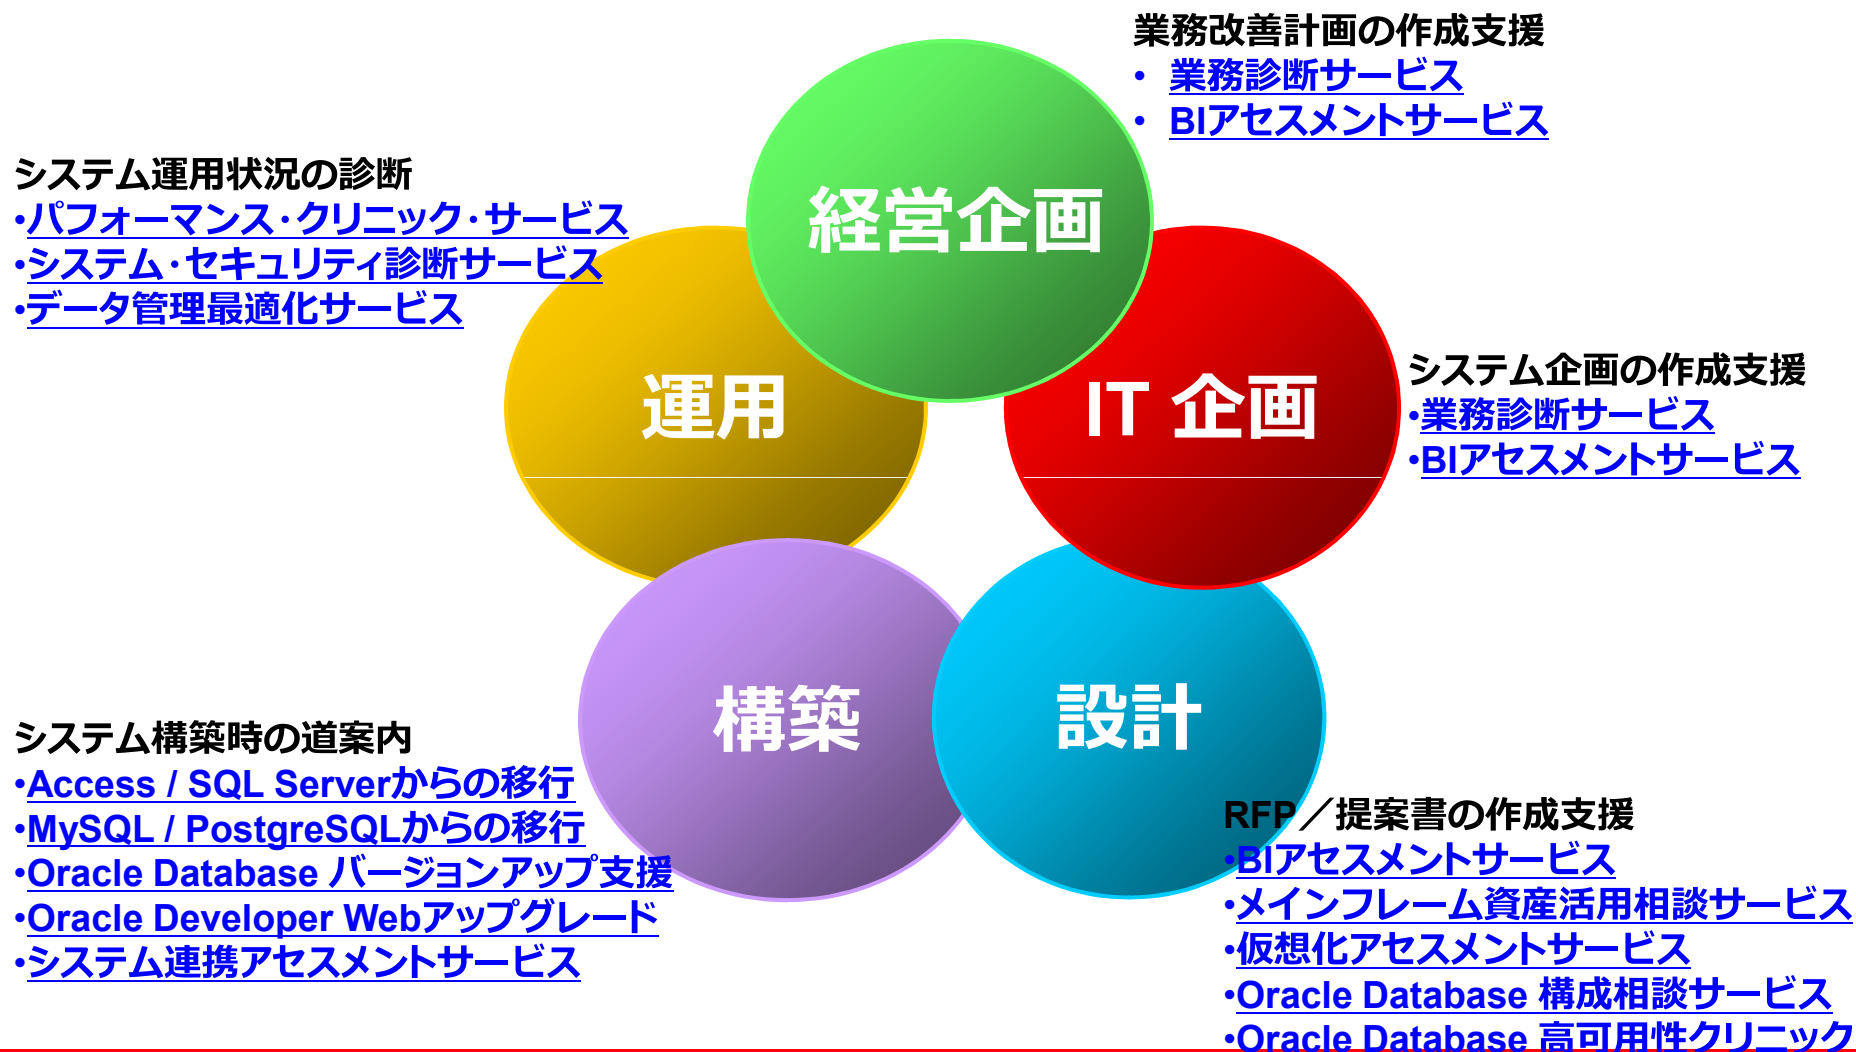 業務改善計画の作成支援
• 業務診断サービス
• BIアセスメントサービス
経営企画
システム運用状況の診断
•パフォーマンス・クリニック・サービス
•システム・セキュリティ診断サービス
•データ管理最適化サービス
運用
IT 企画
システム企画の作成支援
•業務診断サービス
•BIアセスメントサービス
構築
設計
システム構築時の道案内
•Access / SQL Serverからの移行
•MySQL / PostgreSQLからの移行
•Oracle Database バージョンアップ支援
•Oracle Developer Webアップグレード
•システム連携アセスメントサービス
RFP／提案書の作成支援
•BIアセスメントサービス
•メインフレーム資産活用相談サービス
•仮想化アセスメントサービス
•Oracle Database 構成相談サービス
•Oracle Database 高可用性クリニック